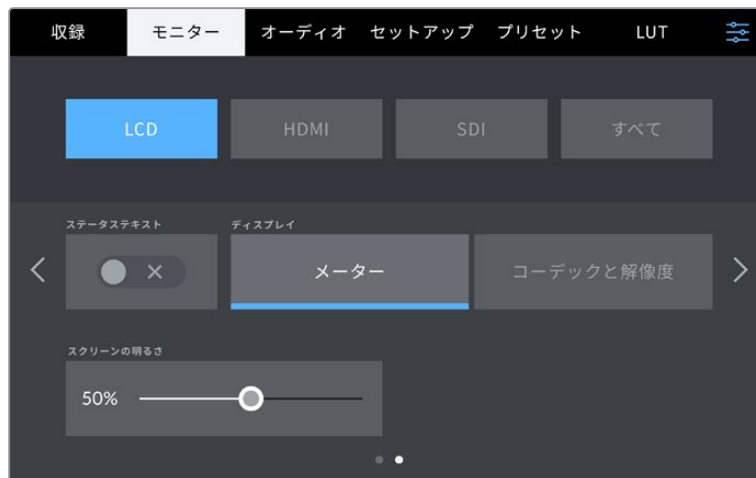 収録 モニター オーディオ セットアップ プリセット LUT
LCD HDMI SDI すべて
ステータステキスト ディスプレイ
メーター コーデックと解像度
スクリーンの明るさ
50%